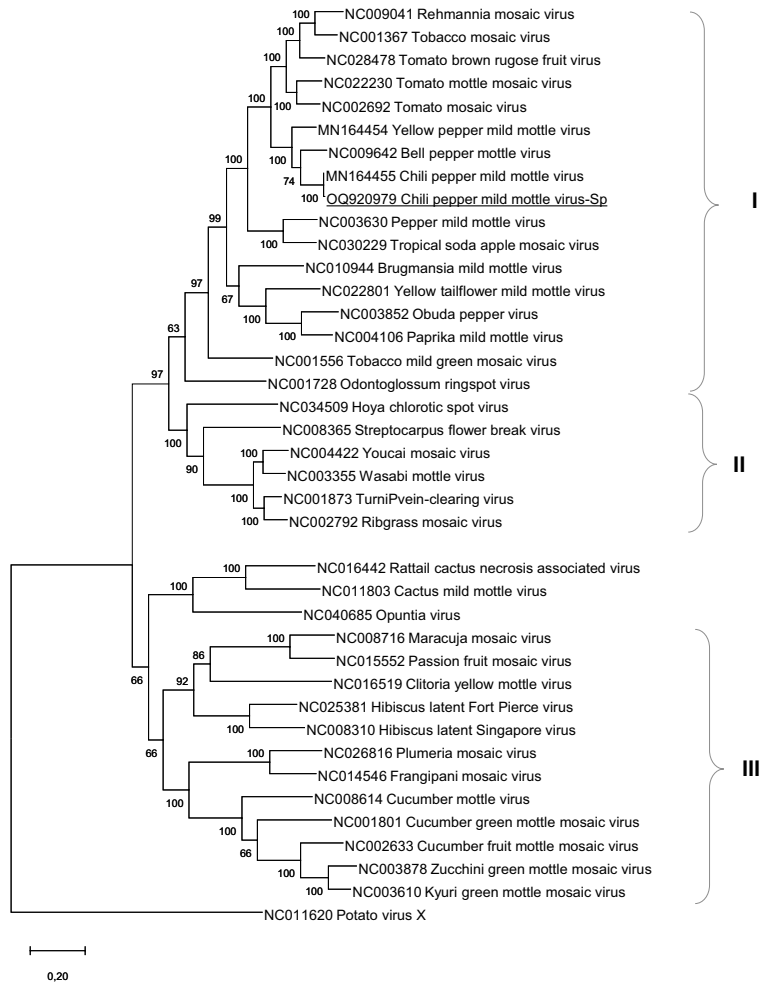 NC009041 Rehmannia mosaic virus
100
NC001367 Tobacco mosaic virus
100
NC028478 Tomato brown rugose fruit virus
100
NC022230 Tomato mottle mosaic virus
100
100
NC002692 Tomato mosaic virus
MN164454 Yellow pepper mild mottle virus
100
NC009642 Bell pepper mottle virus
100
MN164455 Chili pepper mild mottle virus
74
100
OQ920979 Chili pepper mild mottle virus-Sp
I
NC003630 Pepper mild mottle virus
99
100
NC030229 Tropical soda apple mosaic virus
NC010944 Brugmansia mild mottle virus
97
NC022801 Yellow tailflower mild mottle virus
67
NC003852 Obuda pepper virus
100
63
NC004106 Paprika mild mottle virus
100
NC001556 Tobacco mild green mosaic virus
97
NC001728 Odontoglossum ringspot virus
NC034509 Hoya chlorotic spot virus
NC008365 Streptocarpus flower break virus
100
NC004422 Youcai mosaic virus
100
II
90
NC003355 Wasabi mottle virus
100
NC001873 TurniPvein-clearing virus
100
NC002792 Ribgrass mosaic virus
NC016442 Rattail cactus necrosis associated virus
100
100
NC011803 Cactus mild mottle virus
NC040685 Opuntia virus
NC008716 Maracuja mosaic virus
100
86
NC015552 Passion fruit mosaic virus
66
92
NC016519 Clitoria yellow mottle virus
NC025381 Hibiscus latent Fort Pierce virus
100
NC008310 Hibiscus latent Singapore virus
66
NC026816 Plumeria mosaic virus
100
III
NC014546 Frangipani mosaic virus
100
NC008614 Cucumber mottle virus
NC001801 Cucumber green mottle mosaic virus
100
NC002633 Cucumber fruit mottle mosaic virus
66
NC003878 Zucchini green mottle mosaic virus
100
NC003610 Kyuri green mottle mosaic virus
100
NC011620 Potato virus X
0,20